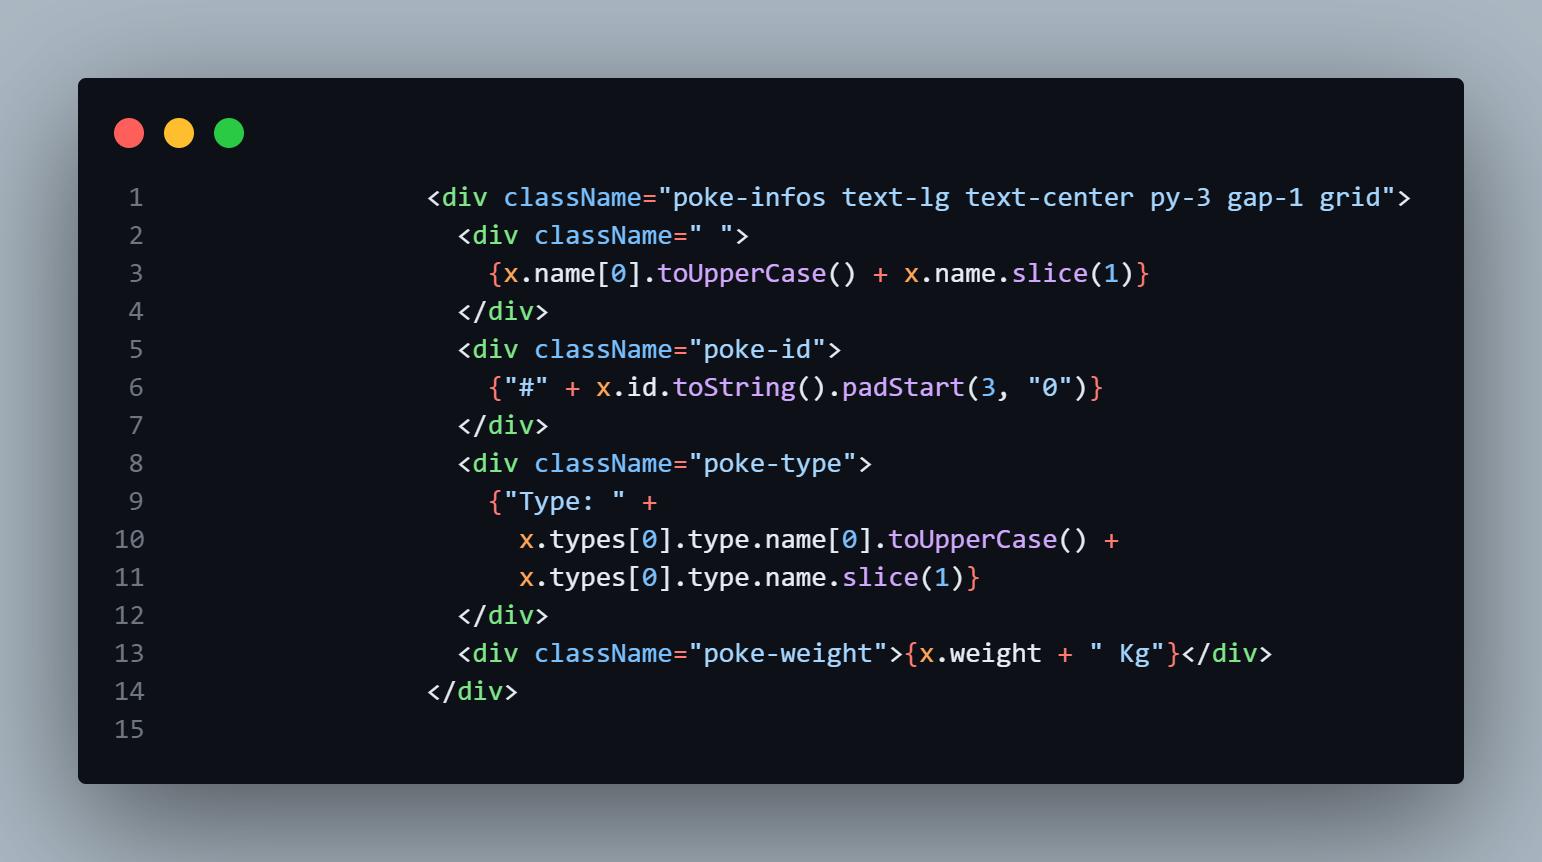 1 <div className="poke-infos text-lg text-center py-3 gap-1 grid">
2 <div className=" ">
3 {x.name[0].toUpperCase() + x.name.slice(1)}
4 </div>
5 <div className="poke-id">
6 {"#" + x.id.toString().padStart(3, "0")}
7 </div>
8 <div className="poke-type">
9 {"Type: " +
10 x.types[0].type.name[0].toUpperCase() +
11 x.types[0].type.name.slice(1)}
12 </div>
13 <div className="poke-weight">{x.weight + " Kg"}</div>
14 </div>
15